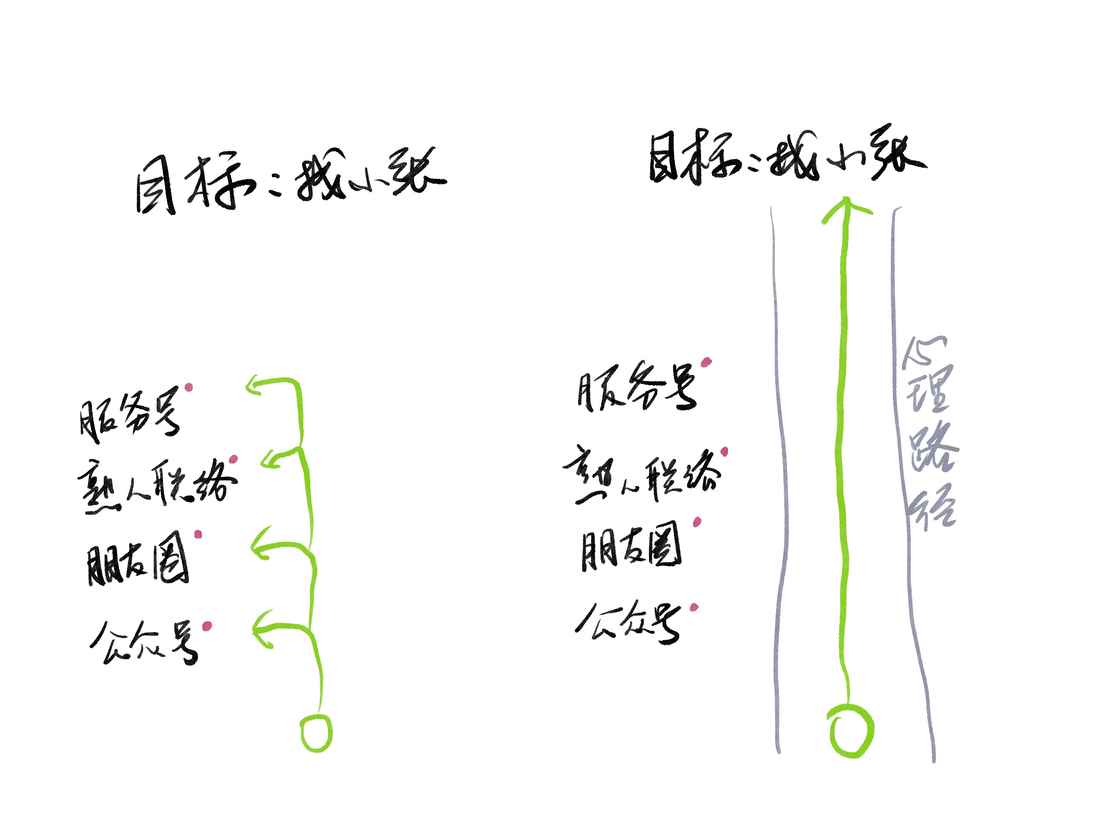 目标:找小张
服务号
熟人联络
朋友圈
公众号
目标:找小张
服务号
熟人联络
朋友圈
公众号
心理路径